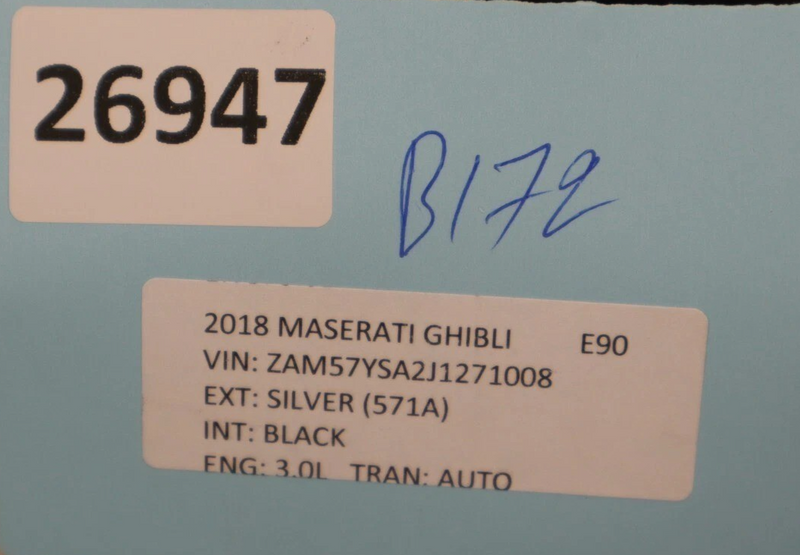 26947
B172
2018 MASERATI GHIBLI E90
VIN: ZAM57YSA2J1271008
EXT: SILVER (571A)
INT: BLACK
ENG: 3.0L TRAN: AUTO